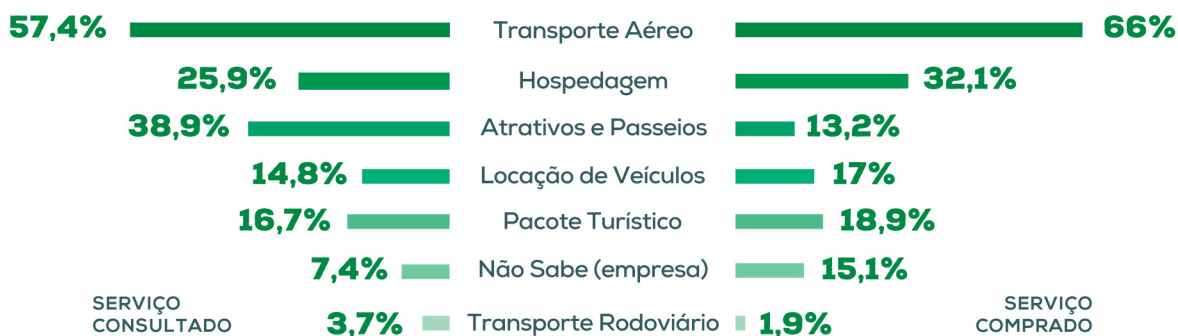 57,4% Transporte Aéreo 66%
25,9% Hospedagem 32,1%
38,9% Atrativos e Passeios 13,2%
14,8% Locação de Veículos 17%
16,7% Pacote Turístico 18,9%
7,4% Não Sabe (empresa) 15,1%
SERVIÇO
CONSULTADO
3,7% Transporte Rodoviário 1,9%
SERVIÇO
COMPRADO